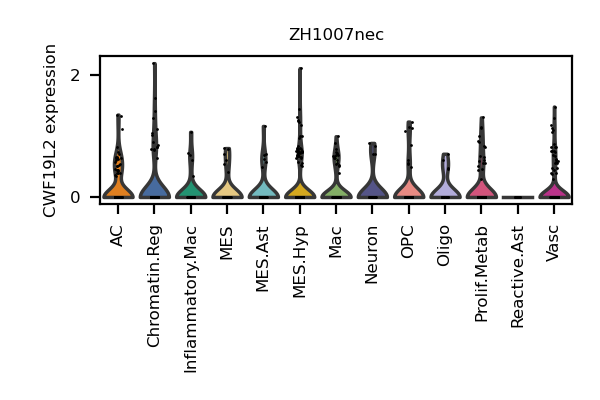 ZH1007nec
CWF19L2 expression
2
0
AC
Chromatin.Reg
Inflammatory.Mac
MES
MES.Ast
MES.Hyp
Mac
Neuron
OPC
Oligo
Prolif.Metab
Reactive.Ast
Vasc